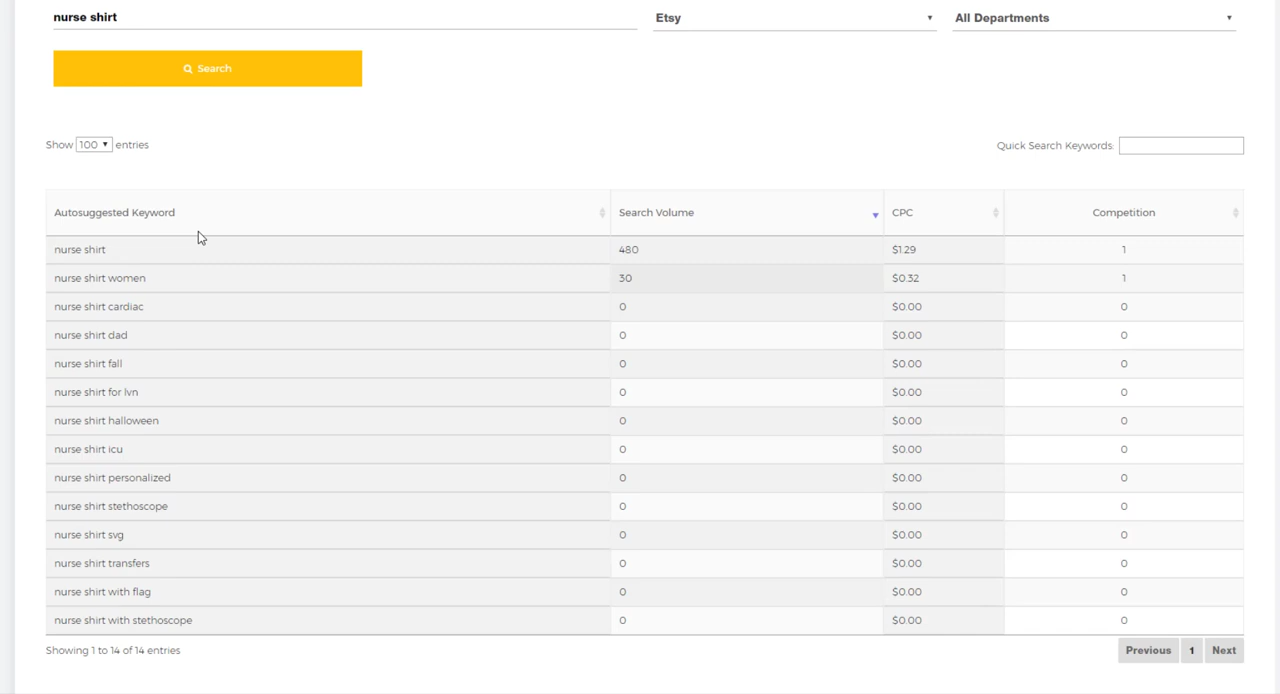 nurse shirt Etsy All Departments
Search
Show 100 entries Quick Search Keywords:
Autosuggested Keyword Search Volume CPC Competition
nurse shirt 480 $1.29 1
nurse shirt women 30 $0.32 1
nurse shirt cardiac 0 $0.00 0
nurse shirt dad 0 $0.00 0
nurse shirt fall 0 $0.00 0
nurse shirt for lvn 0 $0.00 0
nurse shirt halloween 0 $0.00 0
nurse shirt icu 0 $0.00 0
nurse shirt personalized 0 $0.00 0
nurse shirt stethoscope 0 $0.00 0
nurse shirt svg 0 $0.00 0
nurse shirt transfers 0 $0.00 0
nurse shirt with flag 0 $0.00 0
nurse shirt with stethoscope 0 $0.00 0
Showing 1 to 14 of 14 entries Previous 1 Next